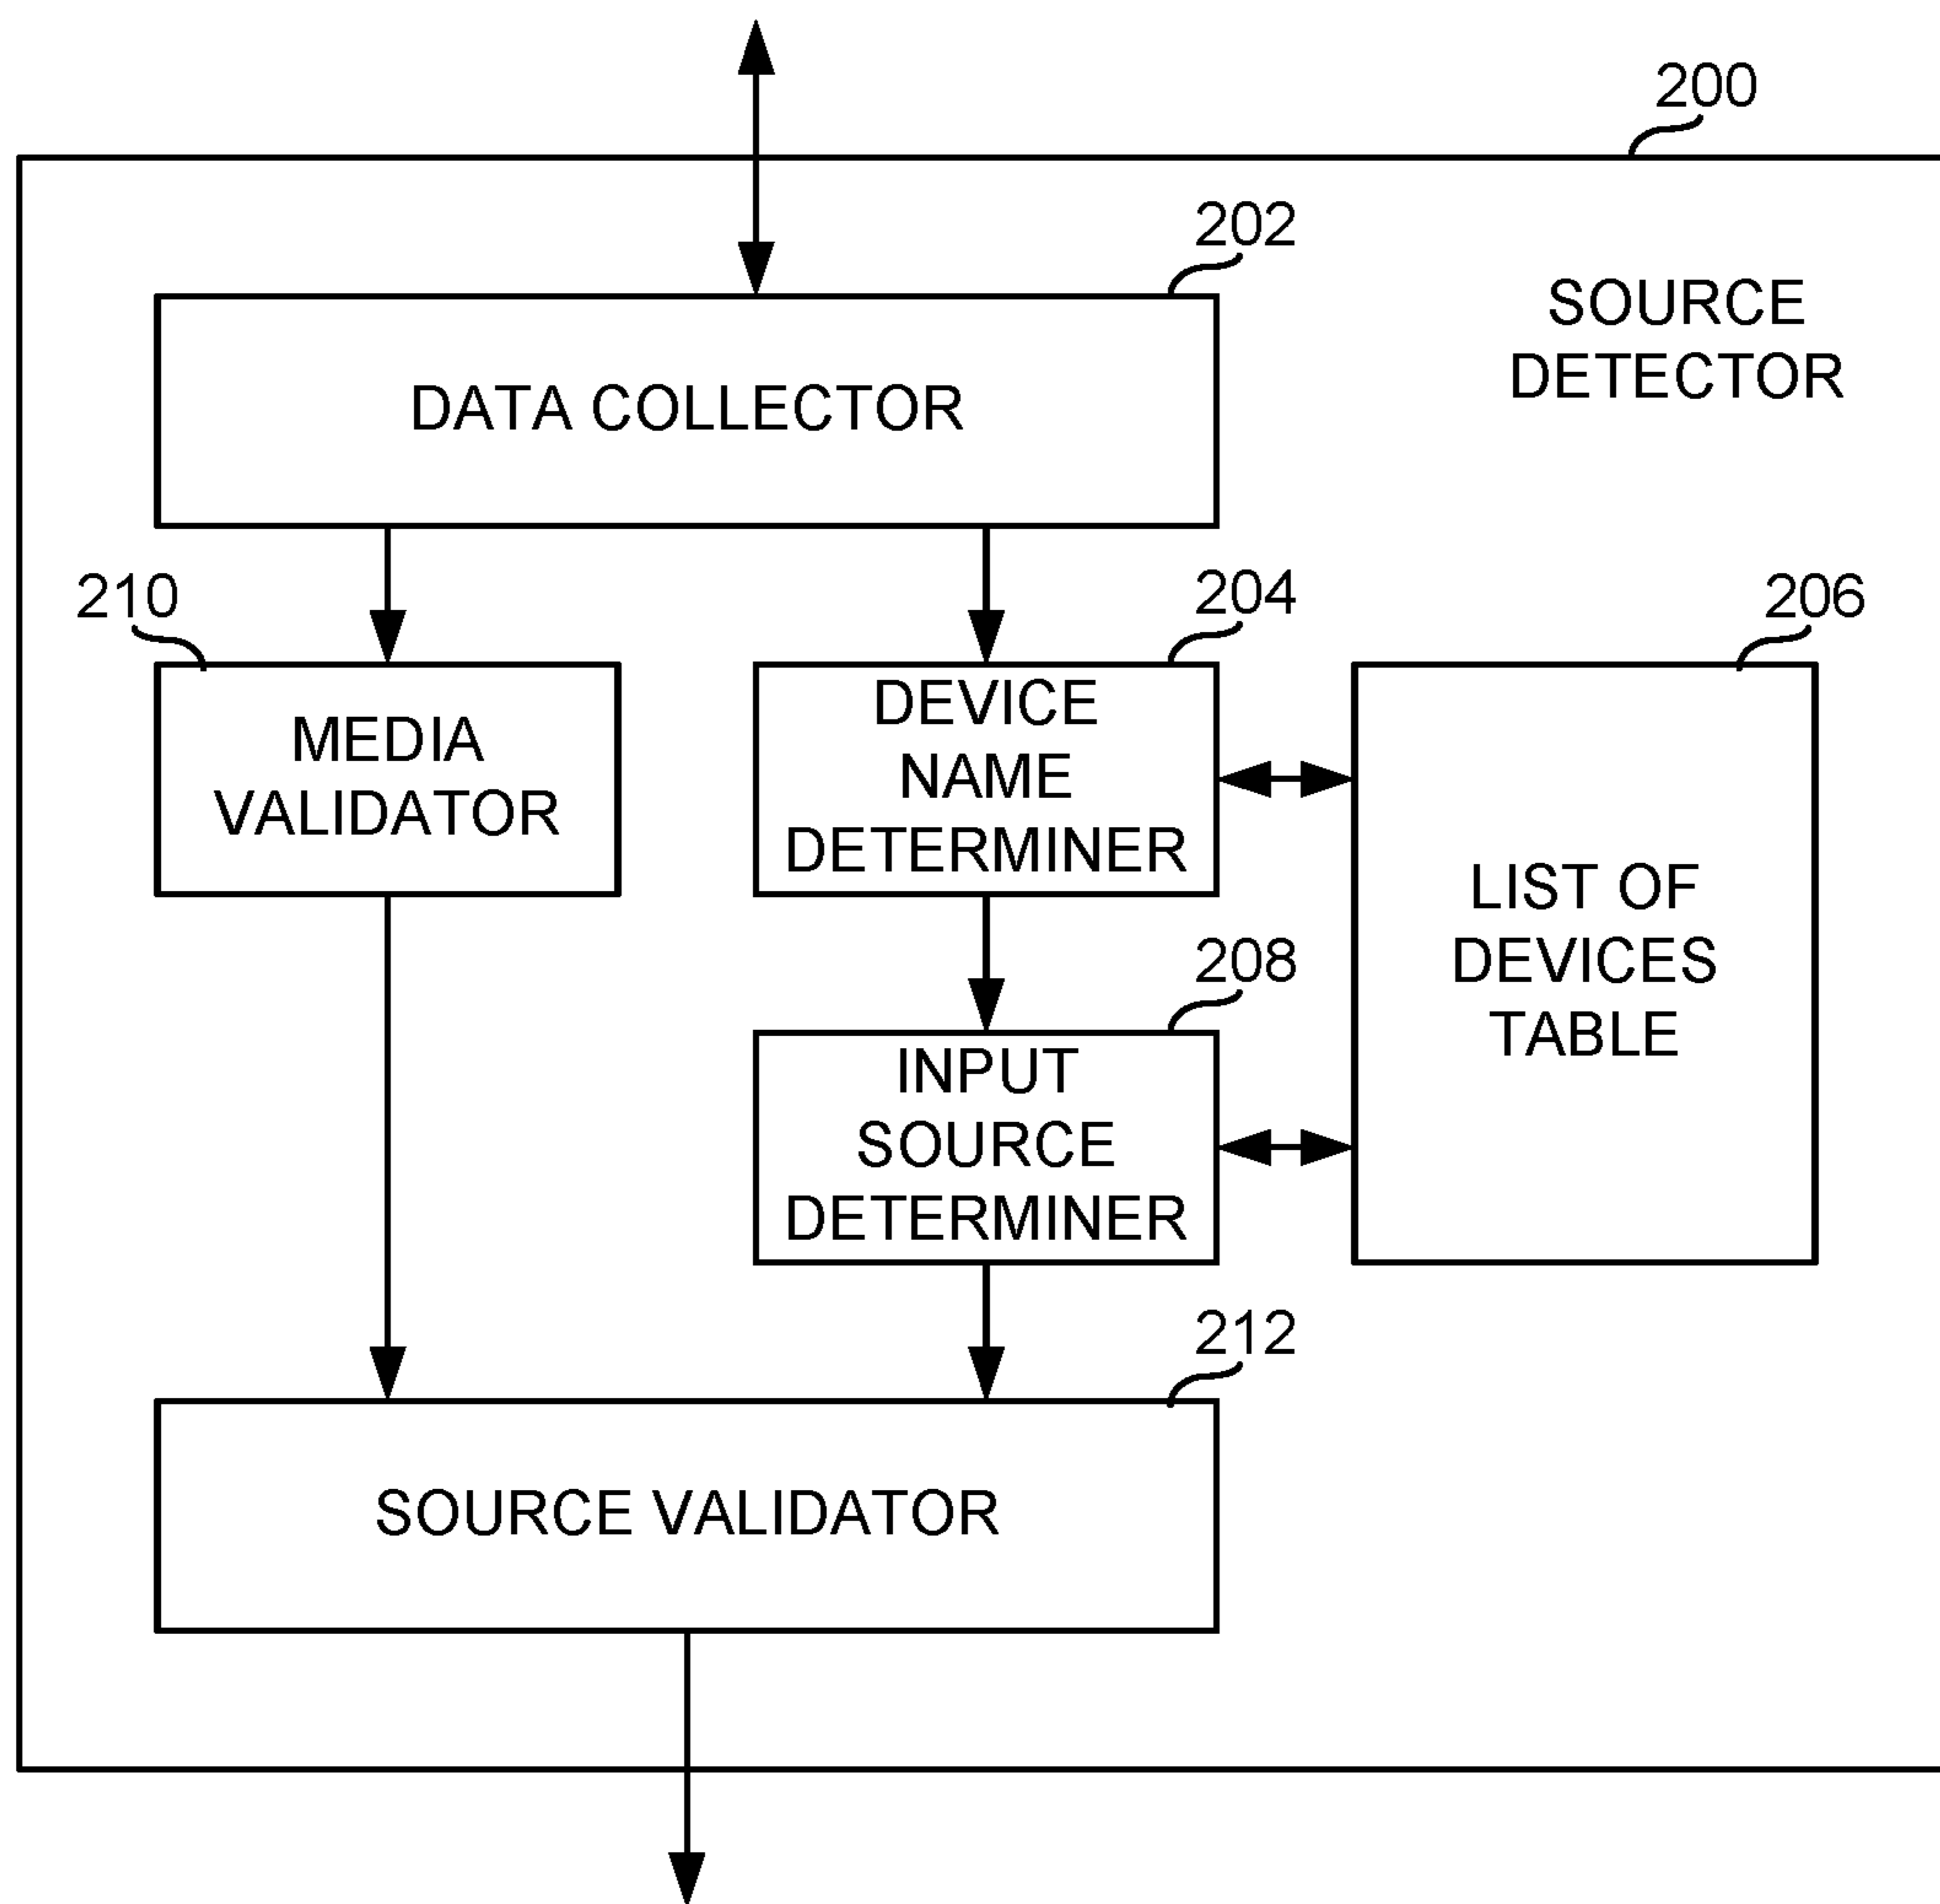 200
202
SOURCE
DETECTOR
DATA COLLECTOR
210
204
206
MEDIA
VALIDATOR
DEVICE
NAME
DETERMINER
LIST OF
DEVICES
TABLE
208
INPUT
SOURCE
DETERMINER
212
SOURCE VALIDATOR